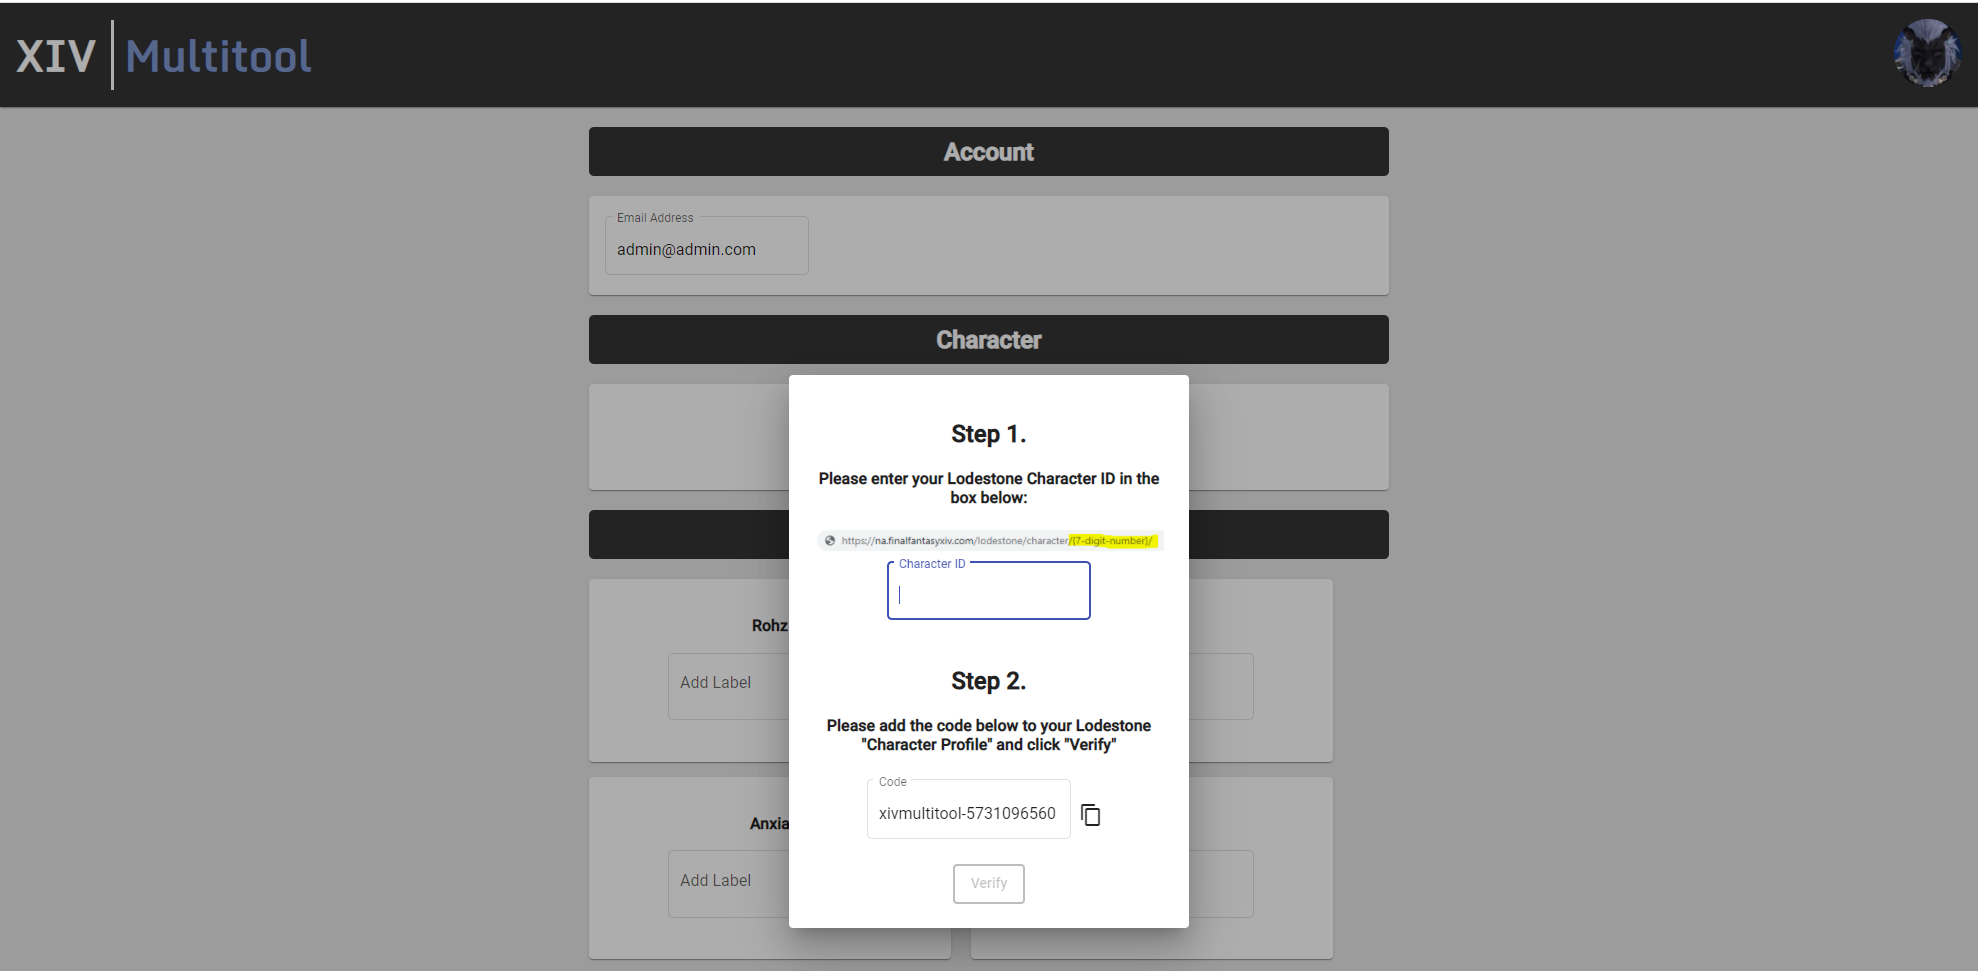 XIV | Multitool
Account
Email Address
admin@admin.com
Character
Step 1.
Please enter your Lodestone Character ID in the
box below:
https://na.finalfantasyxiv.com/lodestone/character/{7-digit-number}/
Character ID
Rohz
Add Label
Step 2.
Please add the code below to your Lodestone
"Character Profile" and click "Verify"
Code
xivmultitool-5731096560
Anxia
Add Label
Verify